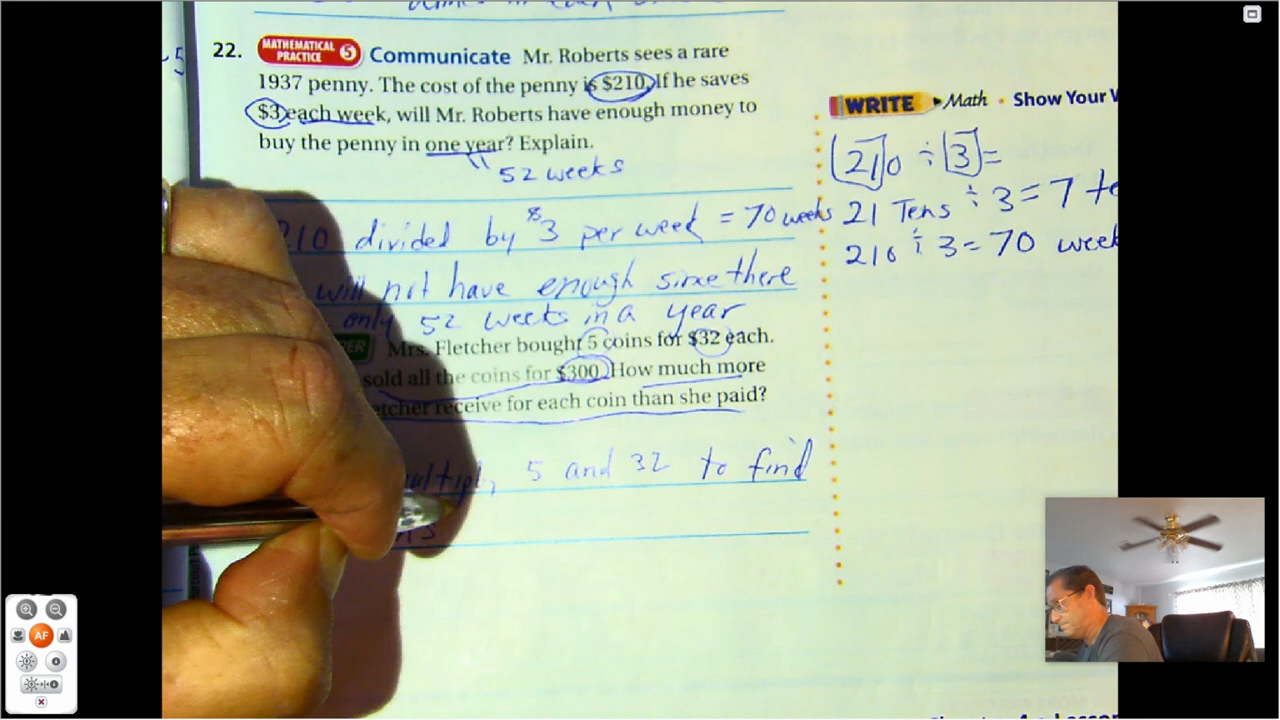 22. MATHEMATICAL PRACTICE 5 Communicate Mr. Roberts sees a rare
1937 penny. The cost of the penny is $210. If he saves
$3 each week, will Mr. Roberts have enough money to
buy the penny in one year? Explain.
52 weeks
210 divided by $3 per week = 70 weeks
will not have enough since there
only 52 weeks in a year
Mrs. Fletcher bought 5 coins for $32 each.
sold all the coins for $300. How much more
receive for each coin than she paid?
5 and 32 to find
WRITE Math • Show Your
210 ÷ 3 =
21 Tens ÷ 3 = 7
210 ÷ 3 = 70
AF